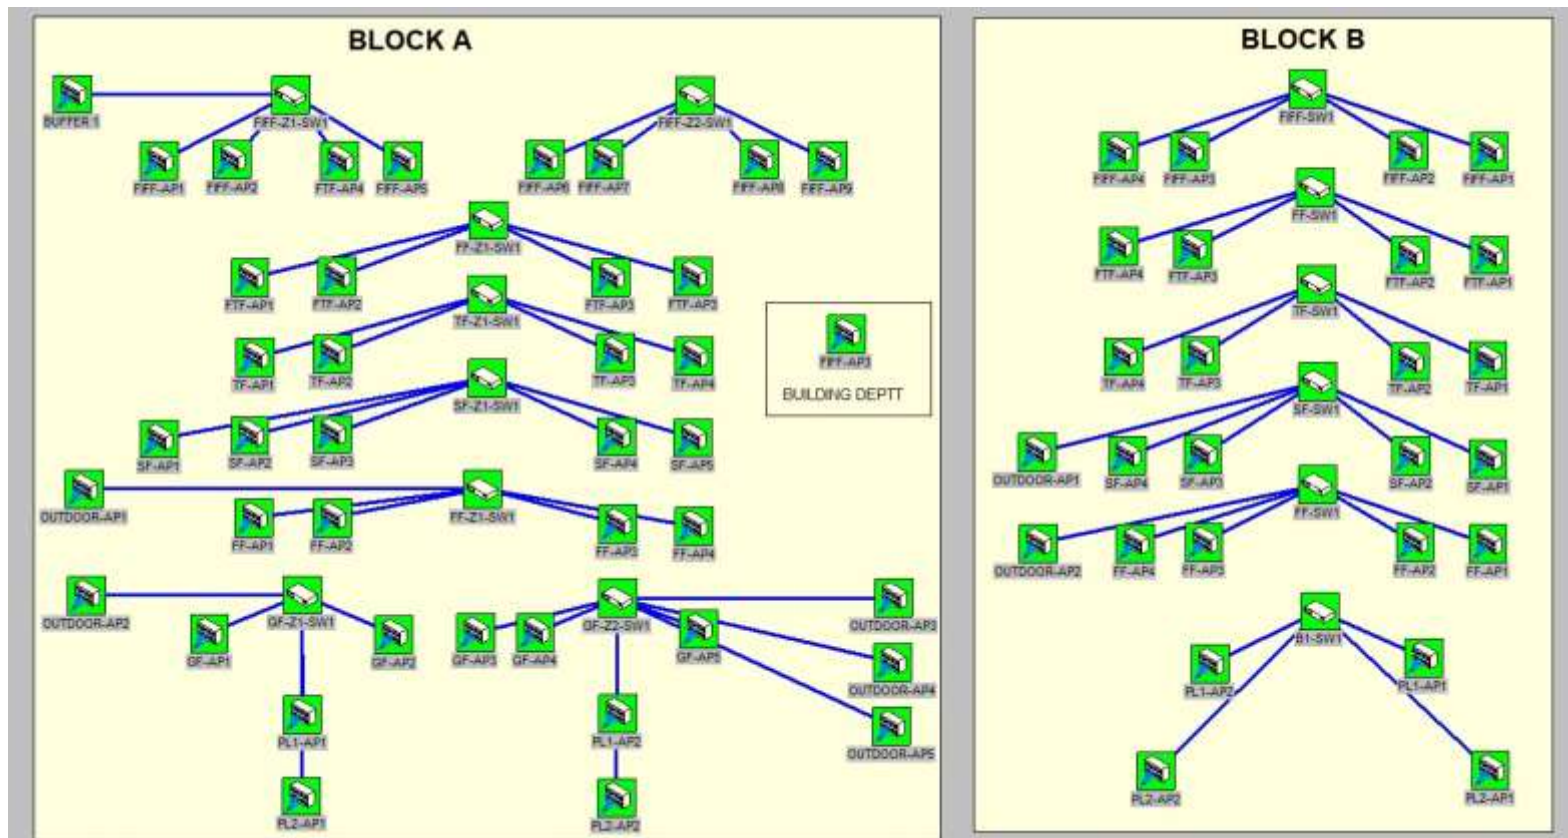 BLOCK A
BUFFER 1
FIFF-Z1-SW1
FIFF-Z2-SW1
FIFF-AP1
FIFF-AP2
FTF-AP4
FIFF-AP5
FIFF-AP6
FIFF-AP7
FIFF-AP8
FIFF-AP9
FF-Z1-SW1
FTF-AP1
FTF-AP2
FTF-AP3
FTF-AP3
TF-Z1-SW1
TF-AP1
TF-AP2
TF-AP3
TF-AP4
FIFF-AP3
BUILDING DEPTT
SF-Z1-SW1
SF-AP1
SF-AP2
SF-AP3
SF-AP4
SF-AP5
OUTDOOR-AP1
FF-Z1-SW1
FF-AP1
FF-AP2
FF-AP3
FF-AP4
OUTDOOR-AP2
GF-Z1-SW1
GF-Z2-SW1
OUTDOOR-AP3
GF-AP1
GF-AP2
GF-AP3
GF-AP4
GF-AP5
OUTDOOR-AP4
PL1-AP1
PL1-AP2
OUTDOOR-AP5
PL2-AP1
PL2-AP2
BLOCK B
FIFF-SW1
FIFF-AP4
FIFF-AP3
FIFF-AP2
FIFF-AP1
FF-SW1
FTF-AP4
FTF-AP3
FTF-AP2
FTF-AP1
TF-SW1
TF-AP4
TF-AP3
TF-AP2
TF-AP1
SF-SW1
OUTDOOR-AP1
SF-AP4
SF-AP3
SF-AP2
SF-AP1
FF-SW1
OUTDOOR-AP2
FF-AP4
FF-AP3
FF-AP2
FF-AP1
B1-SW1
PL1-AP2
PL1-AP1
PL2-AP2
PL2-AP1